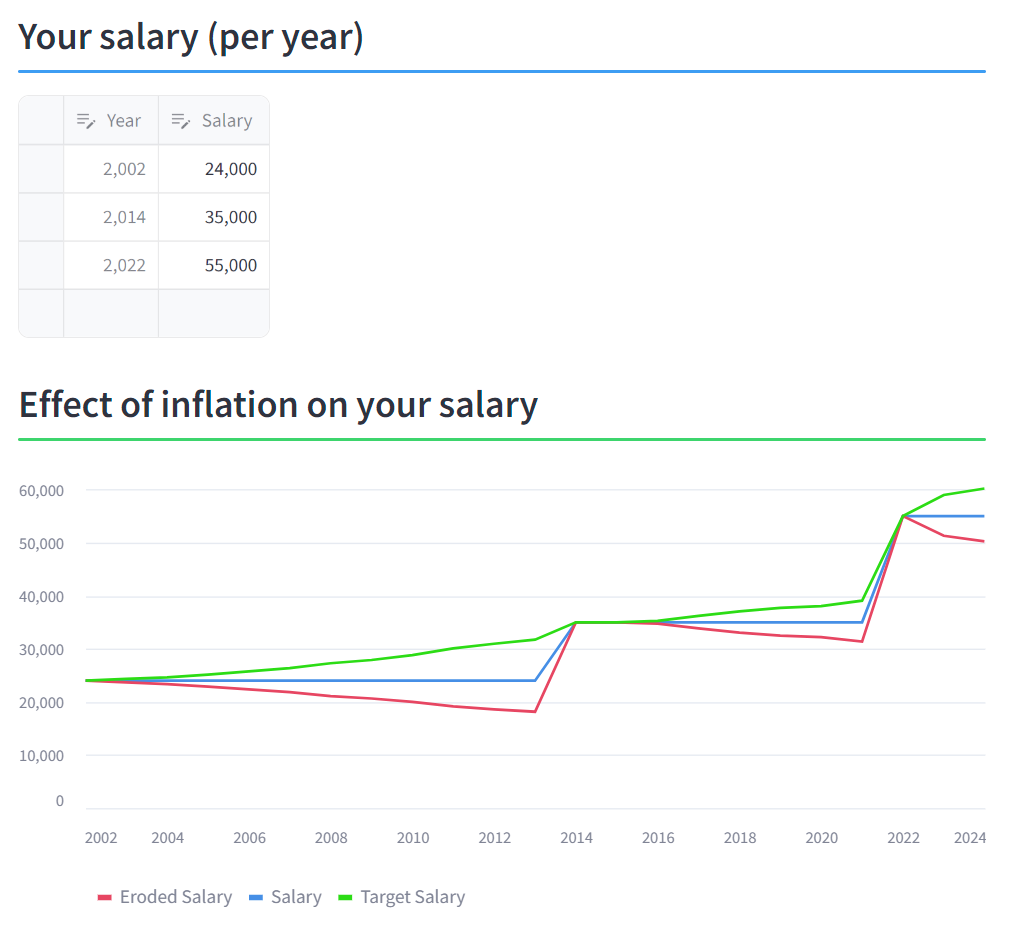 Your salary (per year)
Year Salary
2,002 24,000
2,014 35,000
2,022 55,000
Effect of inflation on your salary
60,000
50,000
40,000
30,000
20,000
10,000
0
2002 2004 2006 2008 2010 2012 2014 2016 2018 2020 2022 2024
Eroded Salary Salary Target Salary